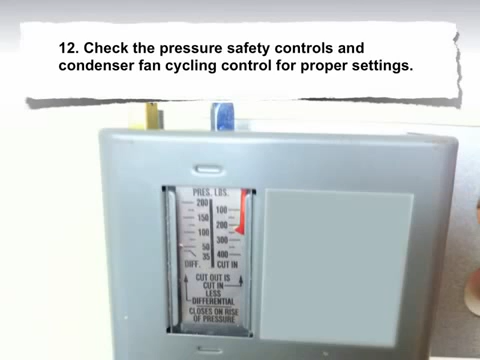 12. Check the pressure safety controls and
condenser fan cycling control for proper settings.
PRES. LBS.
200 100
150 200
100 300
50 400
35
DIFF. CUT IN
CUT OUT IS
CUT IN
LESS
DIFFERENTIAL
CLOSES ON RISE
OF PRESSURE